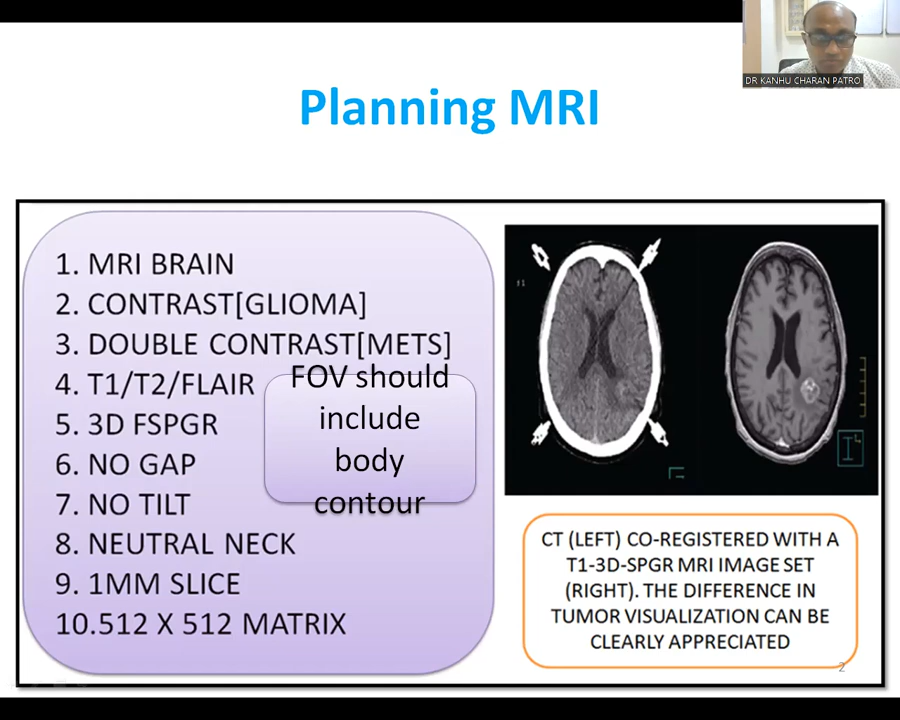 DR KANHU CHARAN PATRO
Planning MRI
1. MRI BRAIN
2. CONTRAST[GLIOMA]
3. DOUBLE CONTRAST[METS]
4. T1/T2/FLAIR
5. 3D FSPGR
6. NO GAP
7. NO TILT
8. NEUTRAL NECK
9. 1MM SLICE
10.512 X 512 MATRIX
FOV should
include
body
contour
CT (LEFT) CO-REGISTERED WITH A
T1-3D-SPGR MRI IMAGE SET
(RIGHT). THE DIFFERENCE IN
TUMOR VISUALIZATION CAN BE
CLEARLY APPRECIATED
2